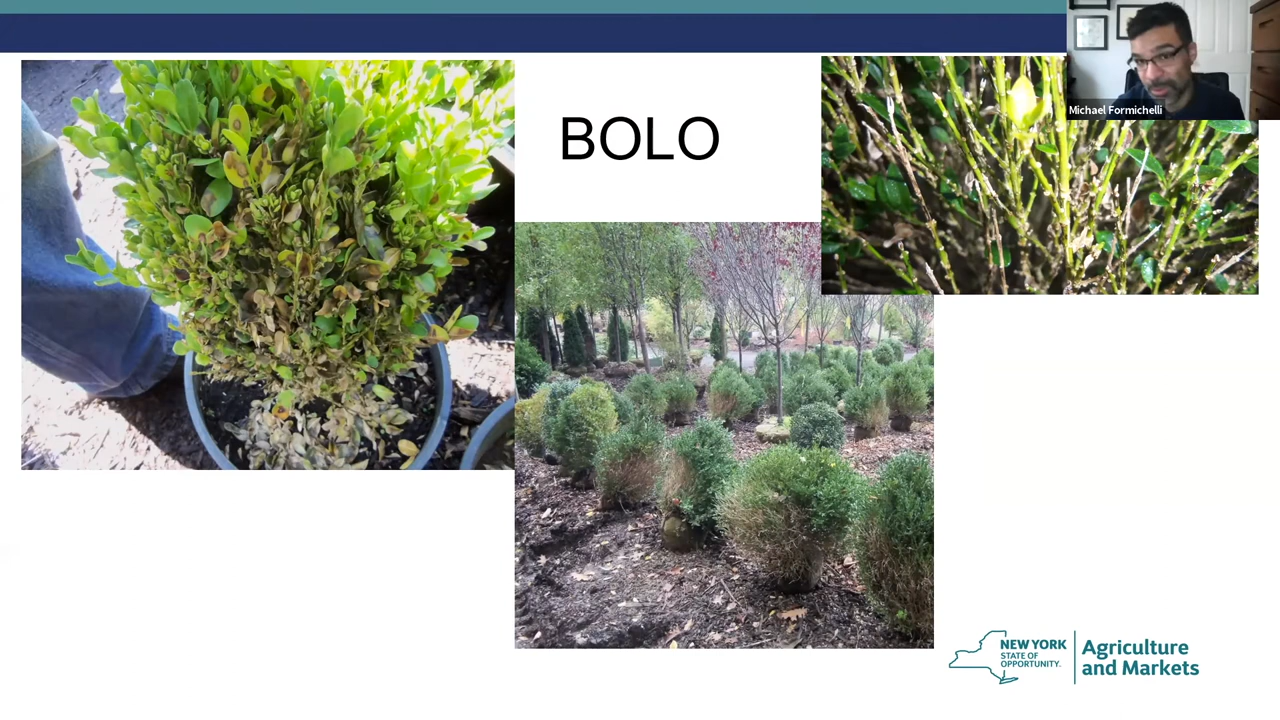 BOLO
Michael Formichelli
NEW YORK
STATE OF
OPPORTUNITY.
Agriculture
and Markets